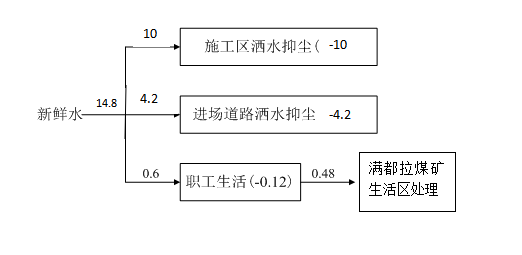 10
施工区洒水抑尘( -10
新鲜水
14.8
4.2
进场道路洒水抑尘 -4.2
0.6
职工生活(-0.12)
0.48
满都拉煤矿
生活区处理